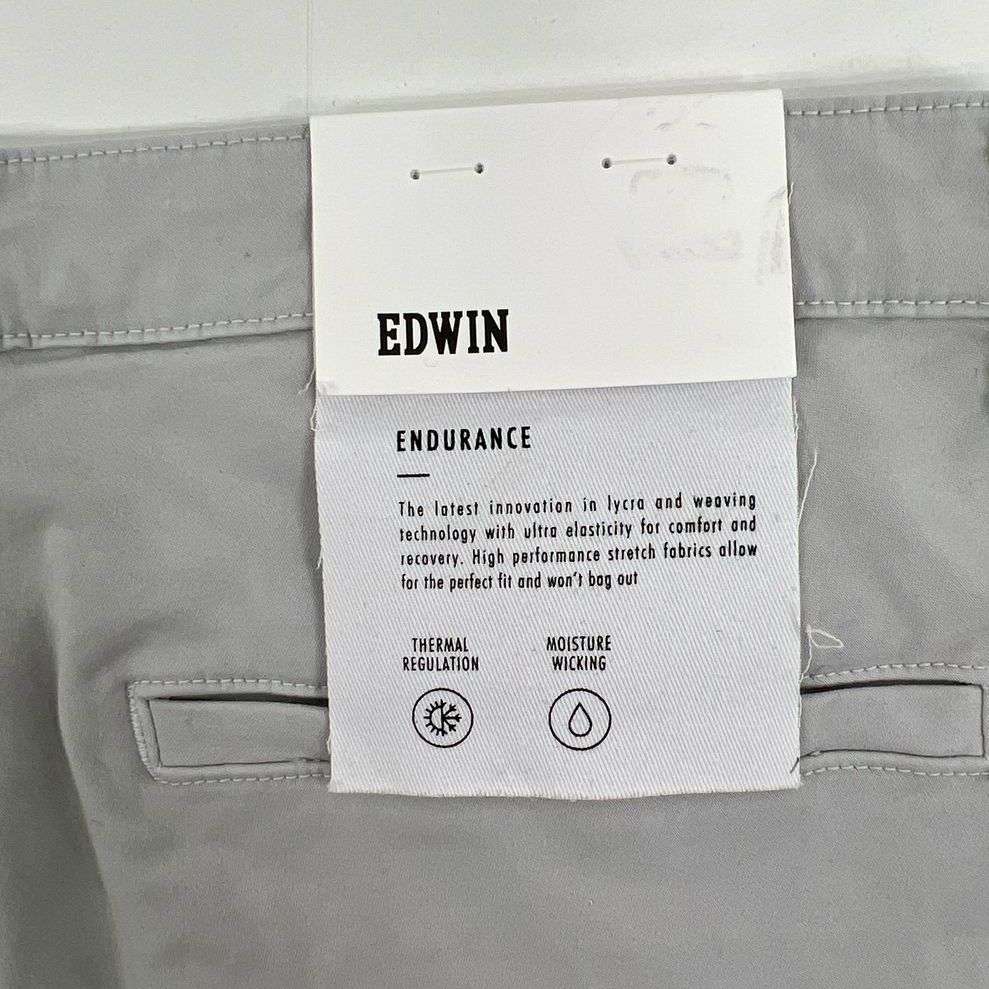 EDWIN
ENDURANCE
The latest innovation in lycra and weaving
technology with ultra elasticity for comfort and
recovery. High performance stretch fabrics allow
for the perfect fit and won't bag out
THERMAL
REGULATION
MOISTURE
WICKING